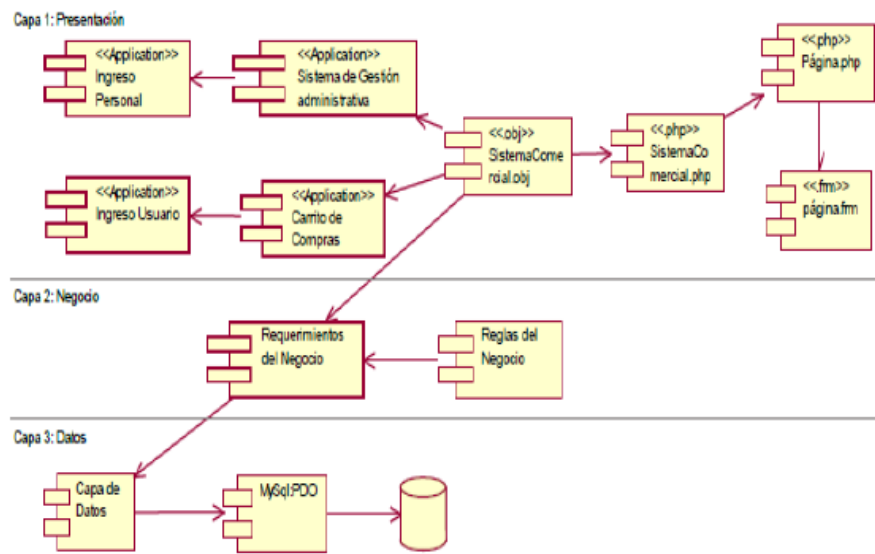 Capa 1: Presentación
<<Application>>
Ingreso
Personal
<<Application>>
Sistema de Gestión
administrativa
<<.obj>>
SistemaCome
rcial.obj
<<.php>>
SistemaCo
mercial.php
<<.php>>
Página.php
<<.frm>>
página.frm
<<Application>>
Ingreso Usuario
<<Application>>
Carrito de
Compras
Capa 2: Negocio
Requerimientos
del Negocio
Reglas del
Negocio
Capa 3: Datos
Capa de
Datos
MySql:PDO